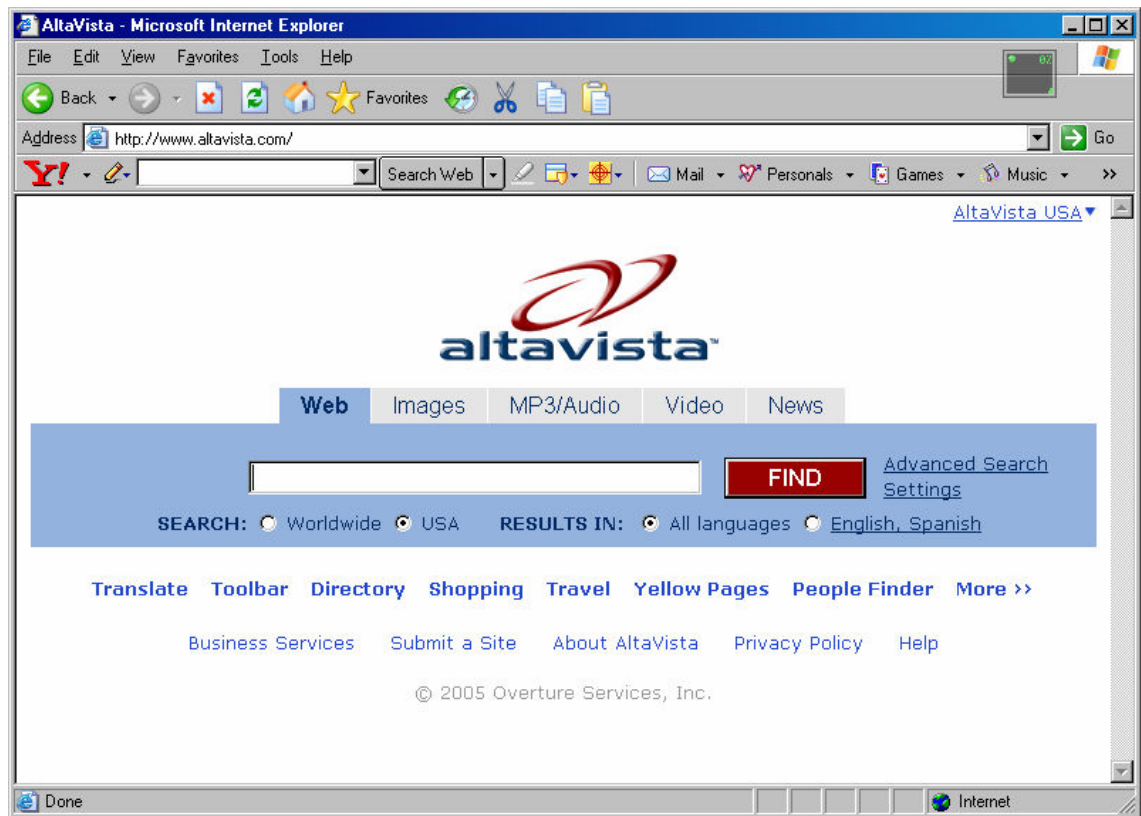 AltaVista - Microsoft Internet Explorer
File Edit View Favorites Tools Help
02
Back Favorites
Address http://www.altavista.com/ Go
Y! Search Web Mail Personals Games Music >>
AltaVista USA
altavista™
Web Images MP3/Audio Video News
FIND Advanced Search
Settings
SEARCH: Worldwide USA RESULTS IN: All languages English, Spanish
Translate Toolbar Directory Shopping Travel Yellow Pages People Finder More >>
Business Services Submit a Site About AltaVista Privacy Policy Help
© 2005 Overture Services, Inc.
Done Internet